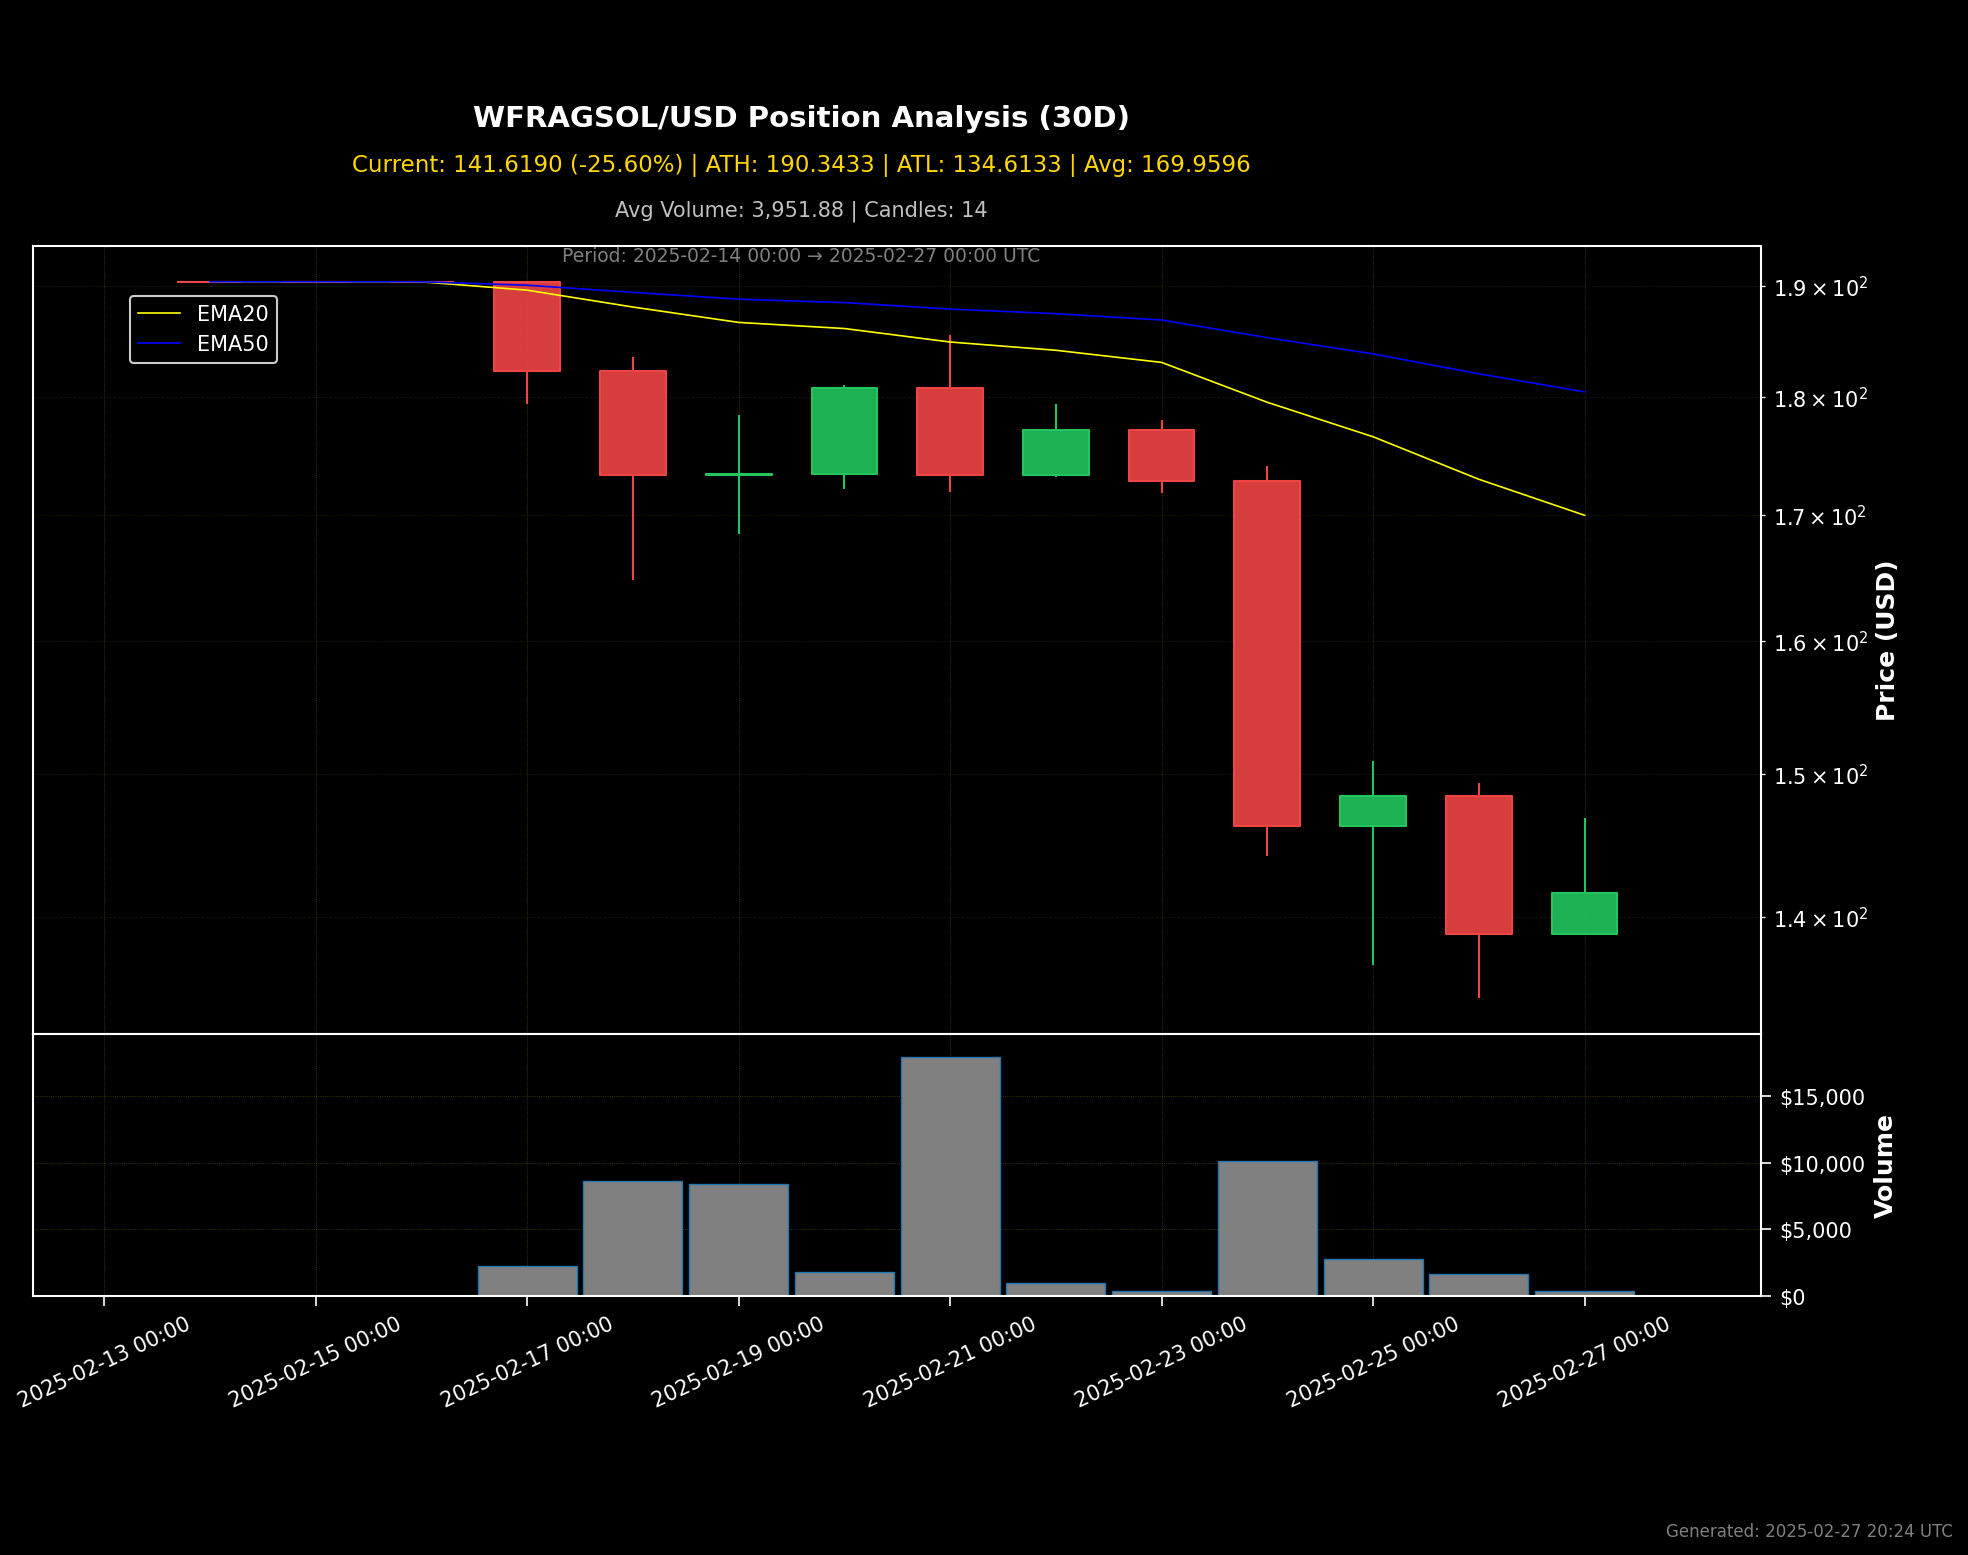 WFRAGSOL/USD Position Analysis (30D)
Current: 141.6190 (-25.60%) | ATH: 190.3433 | ATL: 134.6133 | Avg: 169.9596
Avg Volume: 3,951.88 | Candles: 14
Period: 2025-02-14 00:00 → 2025-02-27 00:00 UTC
EMA20
EMA50
1.9 × 10²
1.8 × 10²
1.7 × 10²
1.6 × 10²
1.5 × 10²
1.4 × 10²
Price (USD)
$15,000
$10,000
$5,000
$0
Volume
2025-02-13 00:00
2025-02-15 00:00
2025-02-17 00:00
2025-02-19 00:00
2025-02-21 00:00
2025-02-23 00:00
2025-02-25 00:00
2025-02-27 00:00
Generated: 2025-02-27 20:24 UTC